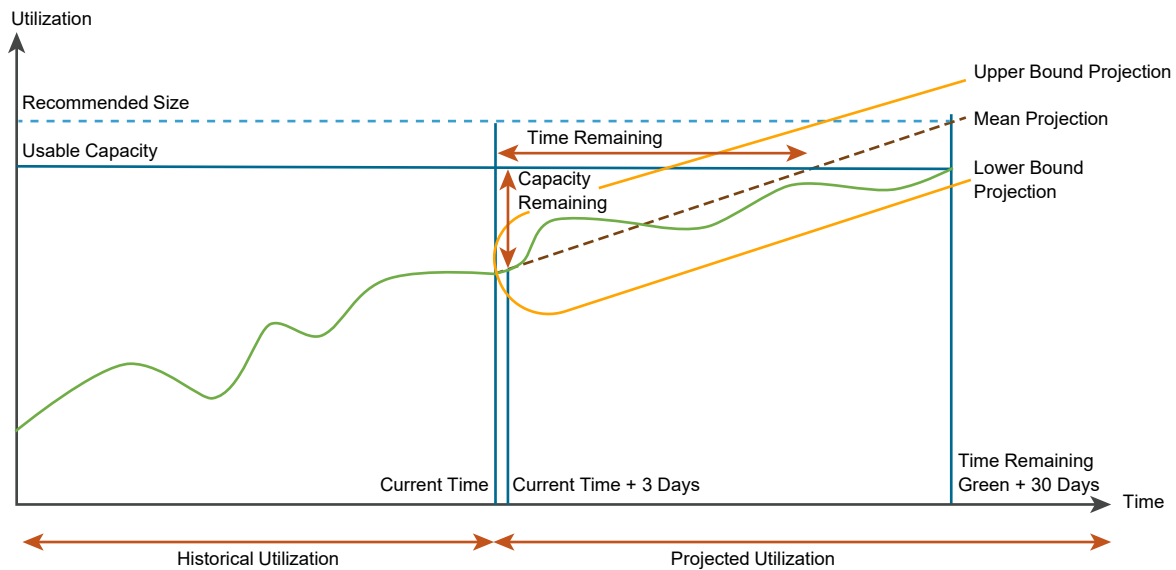 Utilization
Upper Bound Projection
Recommended Size
Mean Projection
Time Remaining
Usable Capacity
Lower Bound
Projection
Capacity
Remaining
Current Time
Current Time + 3 Days
Time Remaining
Green + 30 Days
Time
Historical Utilization
Projected Utilization